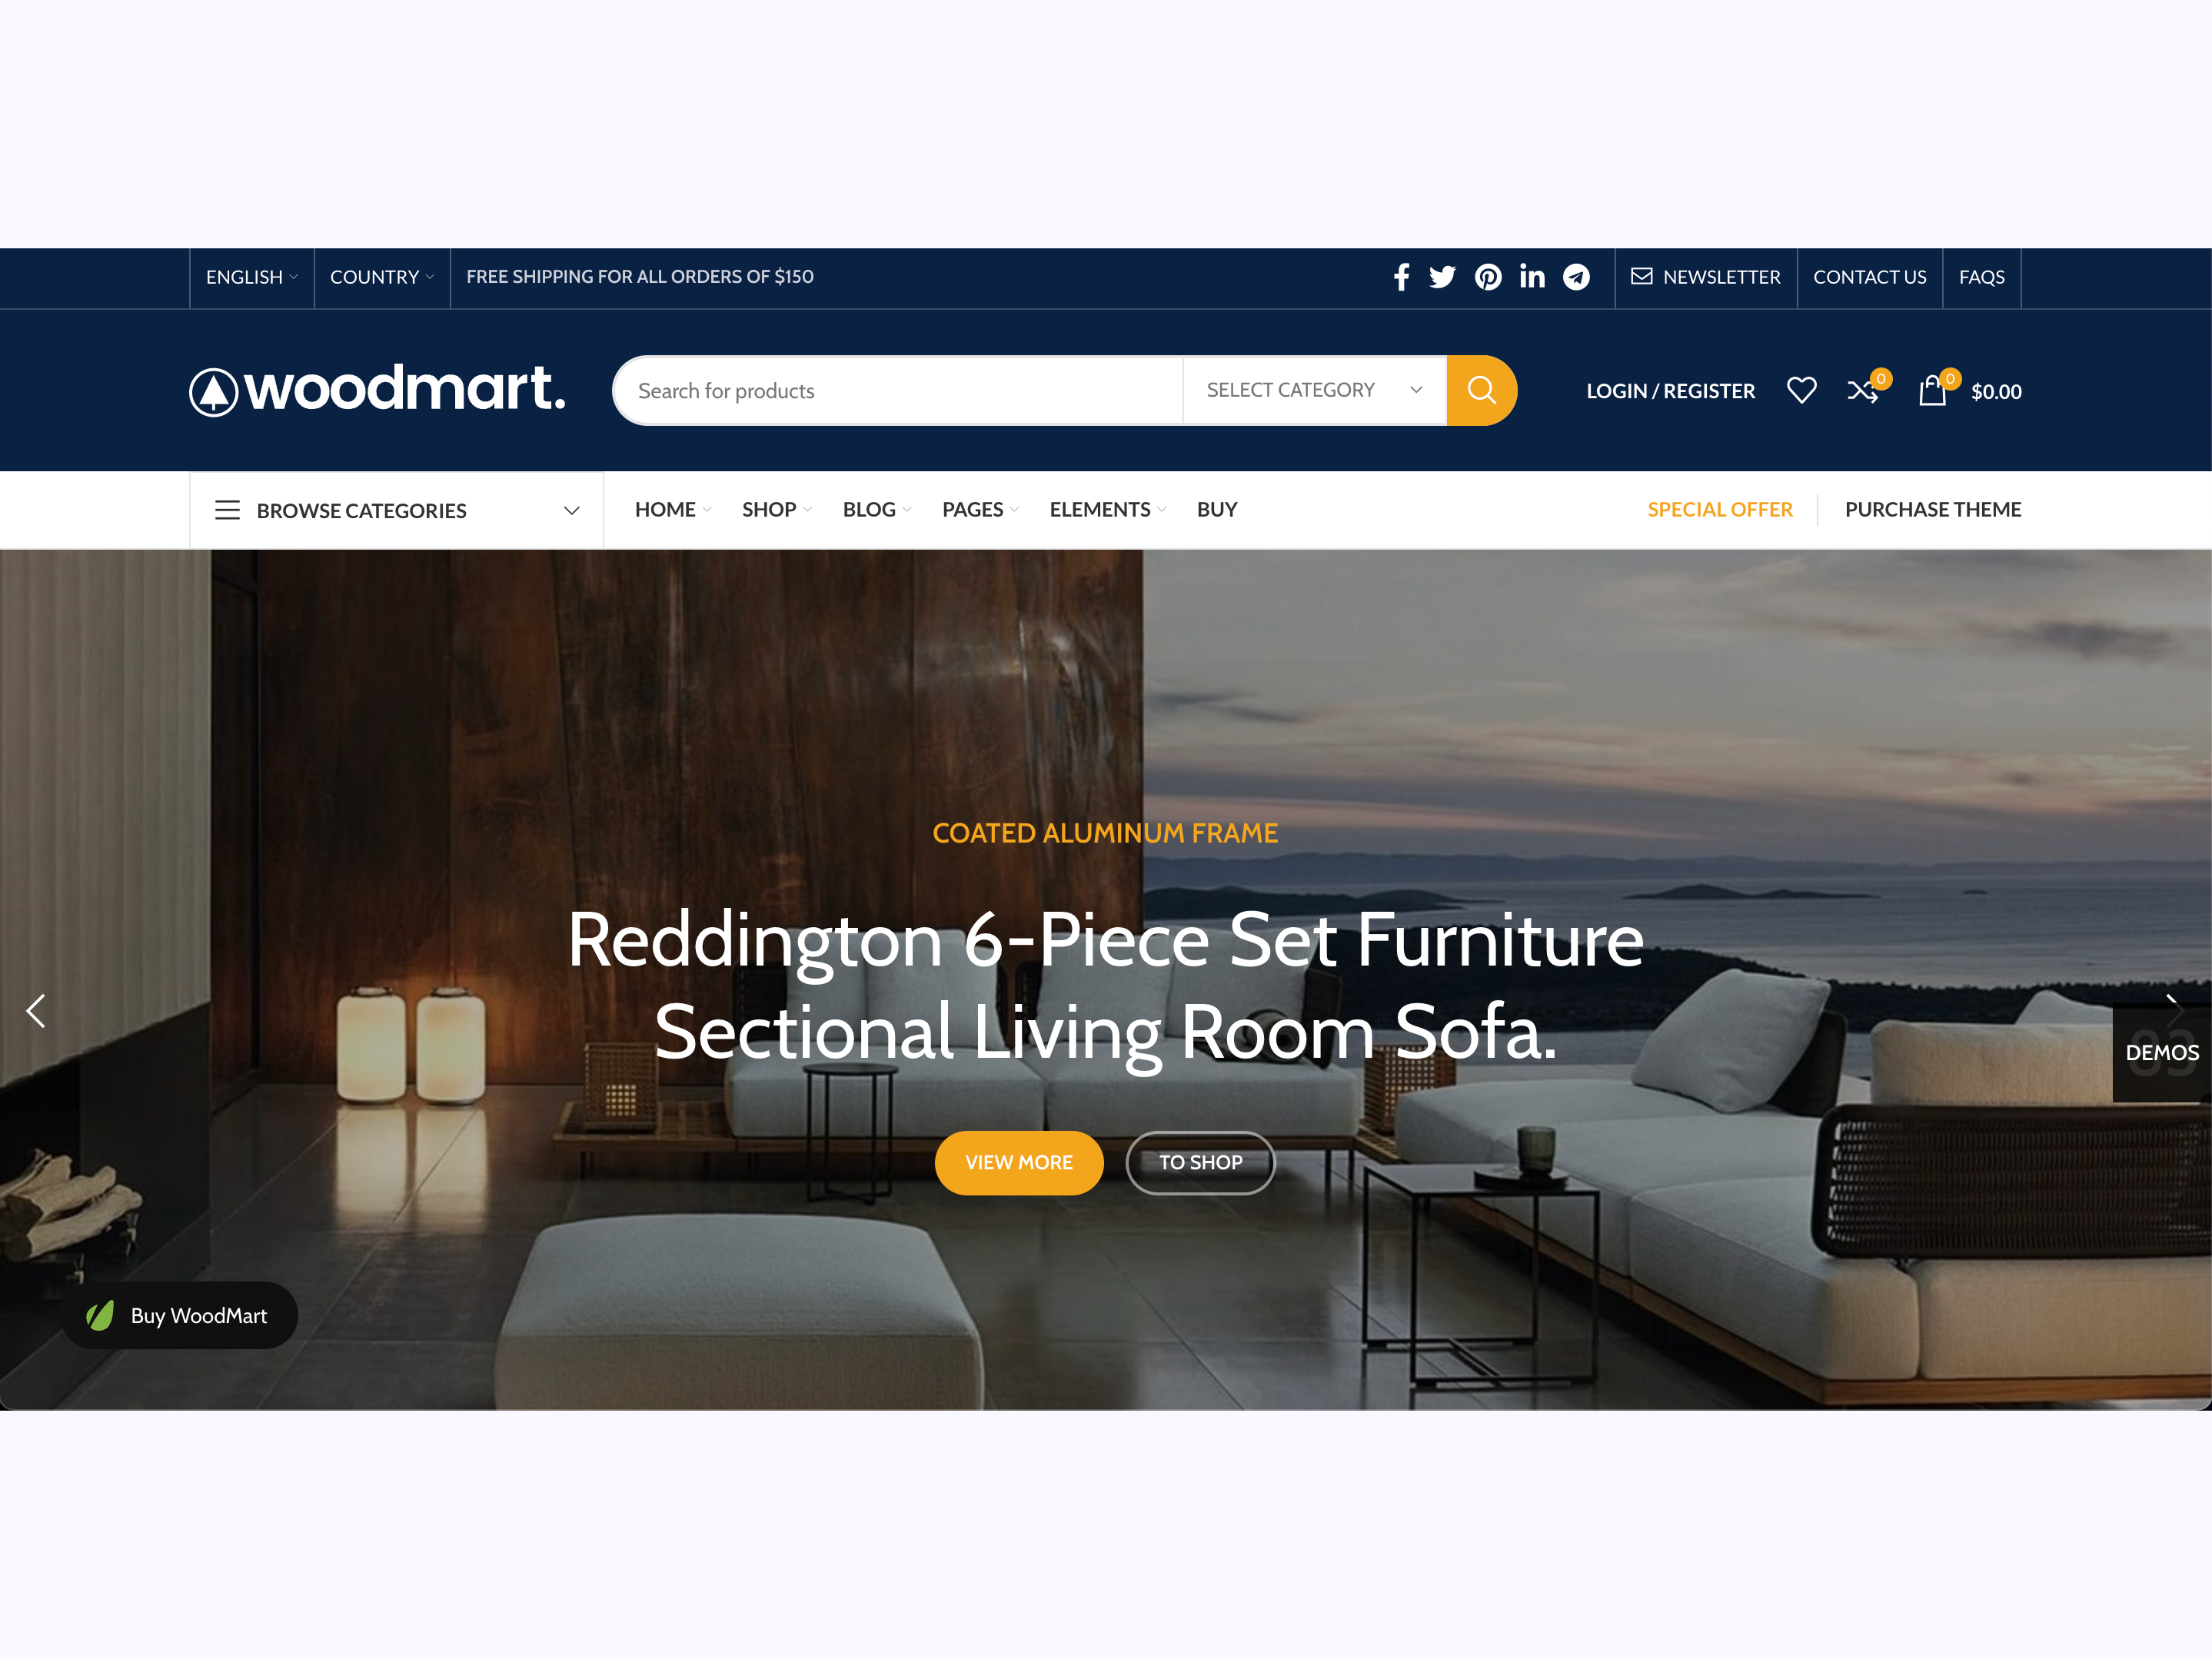 ENGLISH
COUNTRY
FREE SHIPPING FOR ALL ORDERS OF $150
NEWSLETTER
CONTACT US
FAQS
woodmart.
Search for products
SELECT CATEGORY
LOGIN / REGISTER
0
0
$0.00
BROWSE CATEGORIES
HOME
SHOP
BLOG
PAGES
ELEMENTS
BUY
SPECIAL OFFER
PURCHASE THEME
COATED ALUMINUM FRAME
Reddington 6-Piece Set Furniture
Sectional Living Room Sofa.
DEMOS
VIEW MORE
TO SHOP
Buy WoodMart